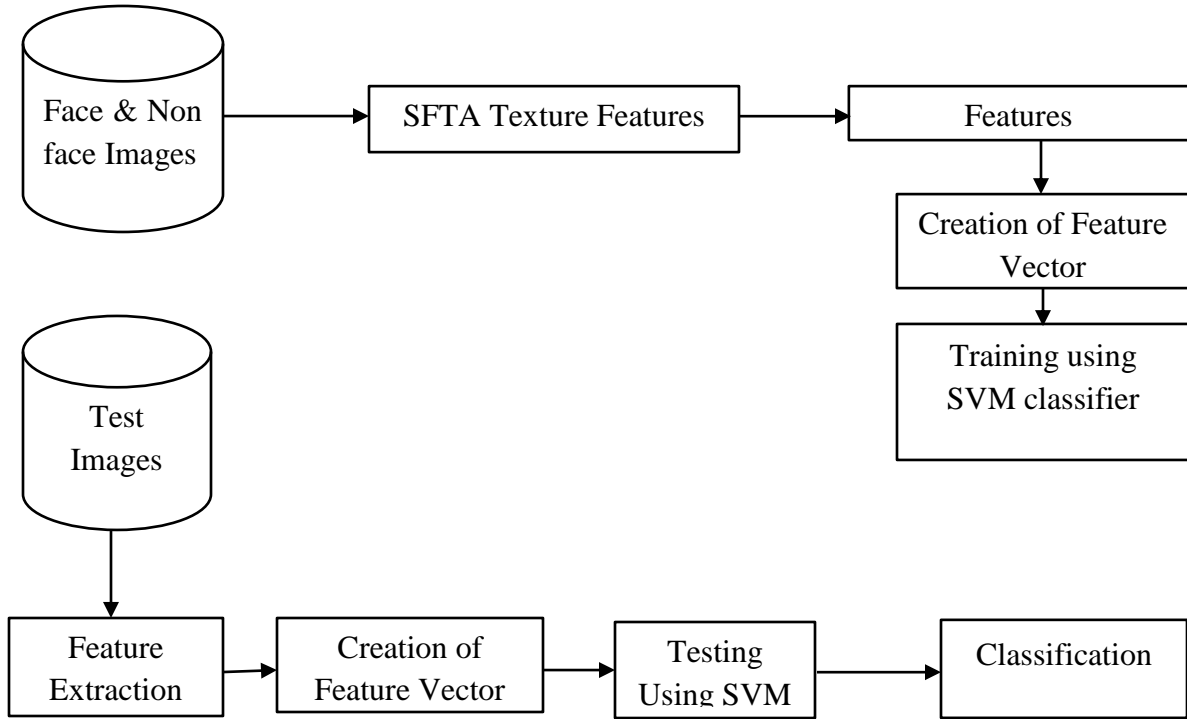 Face & Non
face Images
SFTA Texture Features
Features
Creation of Feature
Vector
Training using
SVM classifier
Test
Images
Feature
Extraction
Creation of
Feature Vector
Testing
Using SVM
Classification